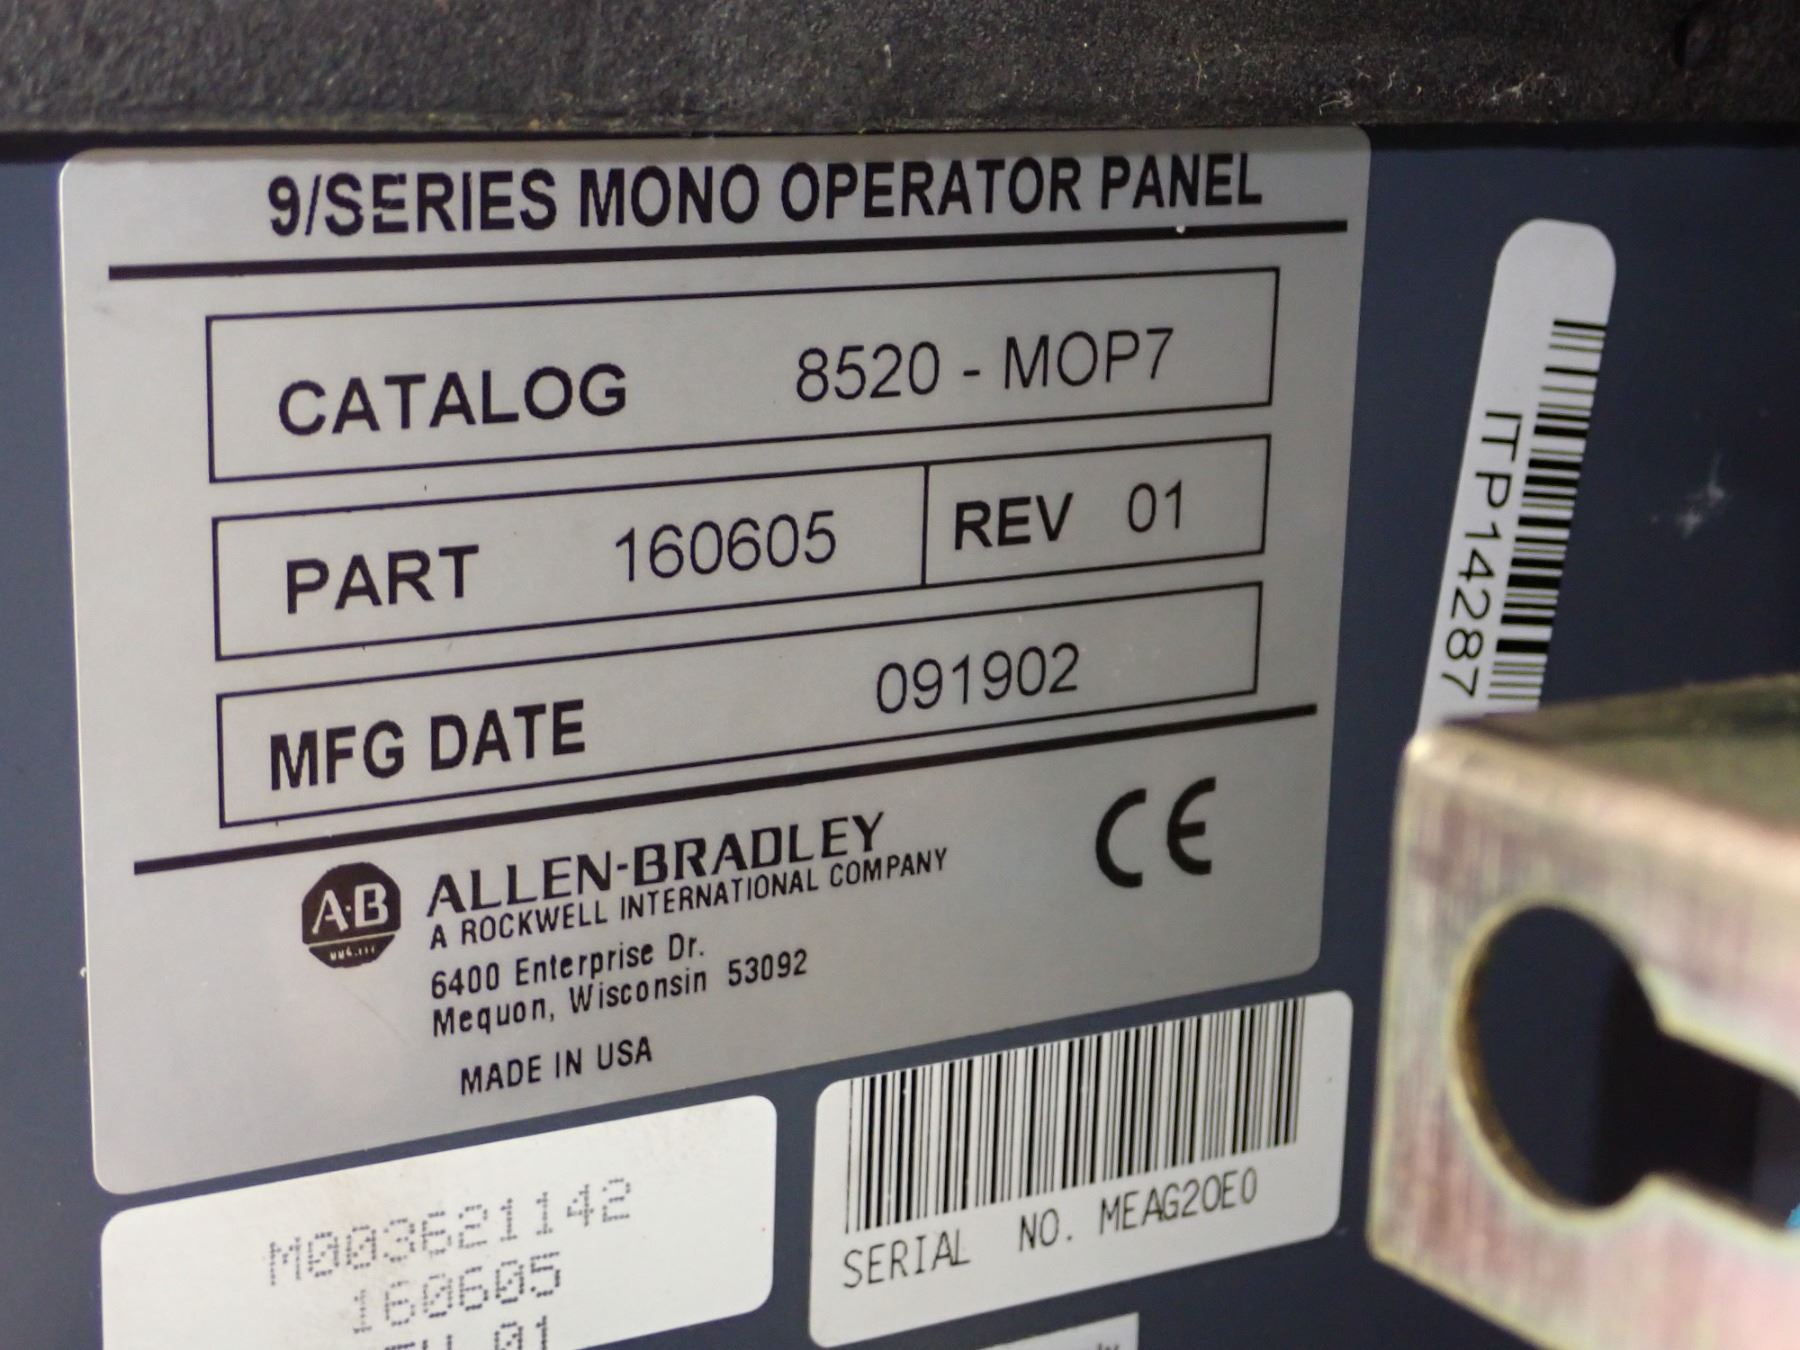 9/SERIES MONO OPERATOR PANEL
CATALOG 8520 - MOP7
PART 160605 REV 01
MFG DATE 091902
A·B
ALLEN-BRADLEY
A ROCKWELL INTERNATIONAL COMPANY
6400 Enterprise Dr.
Mequon, Wisconsin 53092
MADE IN USA
CE
ITP14287
M003621142
160605
01
SERIAL NO. MEAG20E0